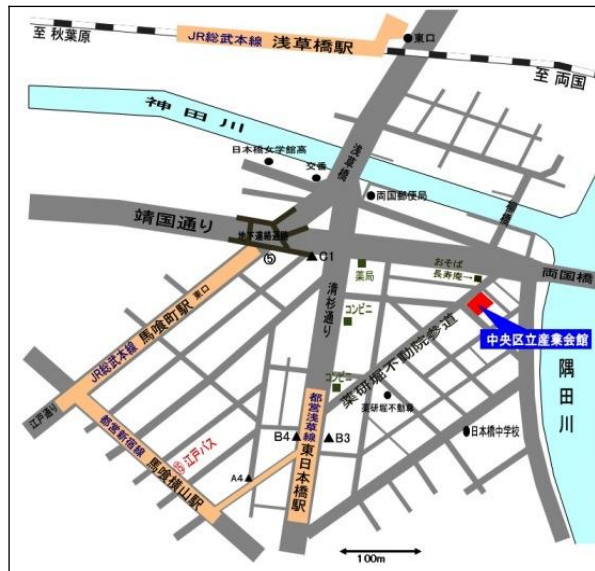 至 秋葉原
JR総武本線 浅草橋駅
東口
至 両国
神田川
日本橋女学館高
交番
浅草橋
両国郵便局
靖国通り
地下連絡通路
⑤
C1
薬局
おそば
長寿庵→
両国橋
清杉通り
コンビニ
中央区立産業会館
JR総武本線 馬喰町駅 東口
薬研堀不動院参道
隅田川
コンビニ
江戸通り
都営新宿線 馬喰横山駅
江戸バス
薬研堀不動尊
都営浅草線 東日本橋駅
B4
B3
日本橋中学校
A4
100m